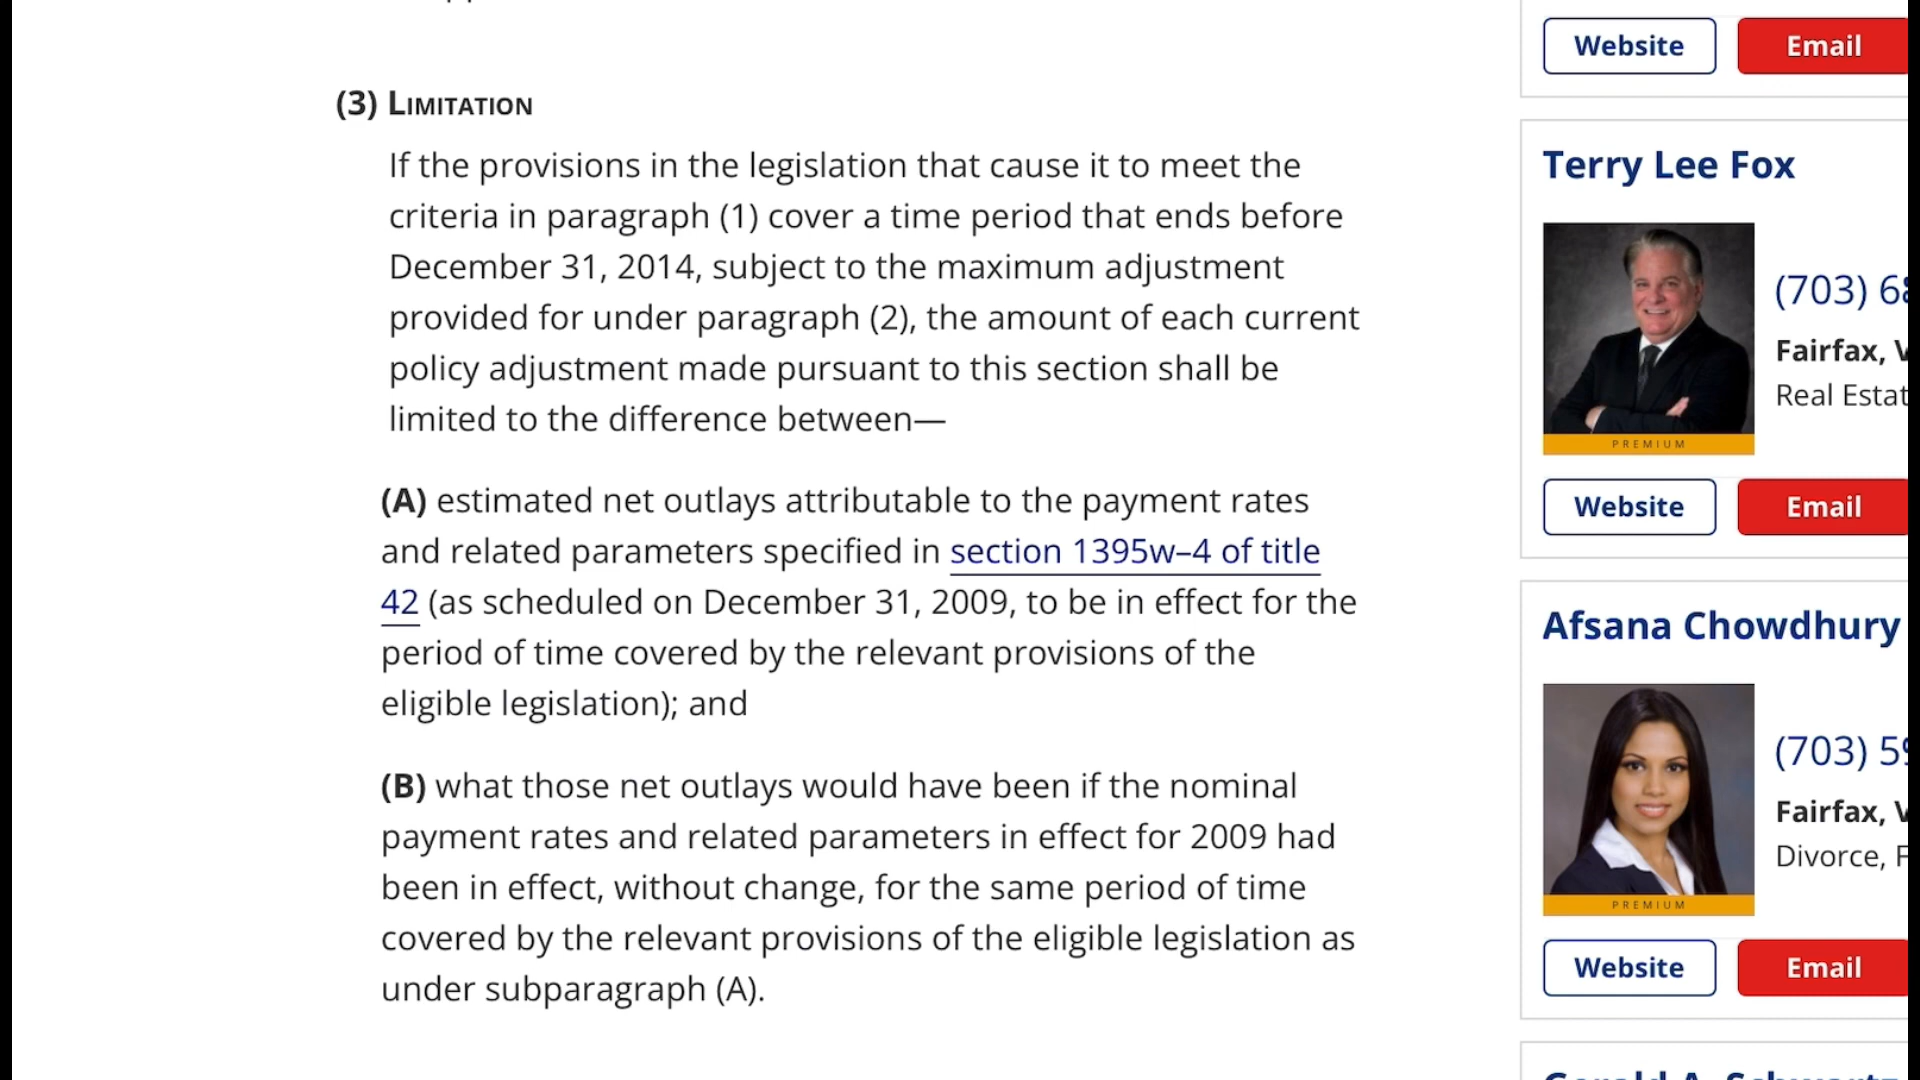 (3) LIMITATION
If the provisions in the legislation that cause it to meet the
criteria in paragraph (1) cover a time period that ends before
December 31, 2014, subject to the maximum adjustment
provided for under paragraph (2), the amount of each current
policy adjustment made pursuant to this section shall be
limited to the difference between—
(A) estimated net outlays attributable to the payment rates
and related parameters specified in section 1395w–4 of title
42 (as scheduled on December 31, 2009, to be in effect for the
period of time covered by the relevant provisions of the
eligible legislation); and
(B) what those net outlays would have been if the nominal
payment rates and related parameters in effect for 2009 had
been in effect, without change, for the same period of time
covered by the relevant provisions of the eligible legislation as
under subparagraph (A).
Website Email
Terry Lee Fox
(703) 6
Fairfax,
Real Estat
PREMIUM
Website Email
Afsana Chowdhury
(703) 5
Fairfax,
Divorce,
PREMIUM
Website Email